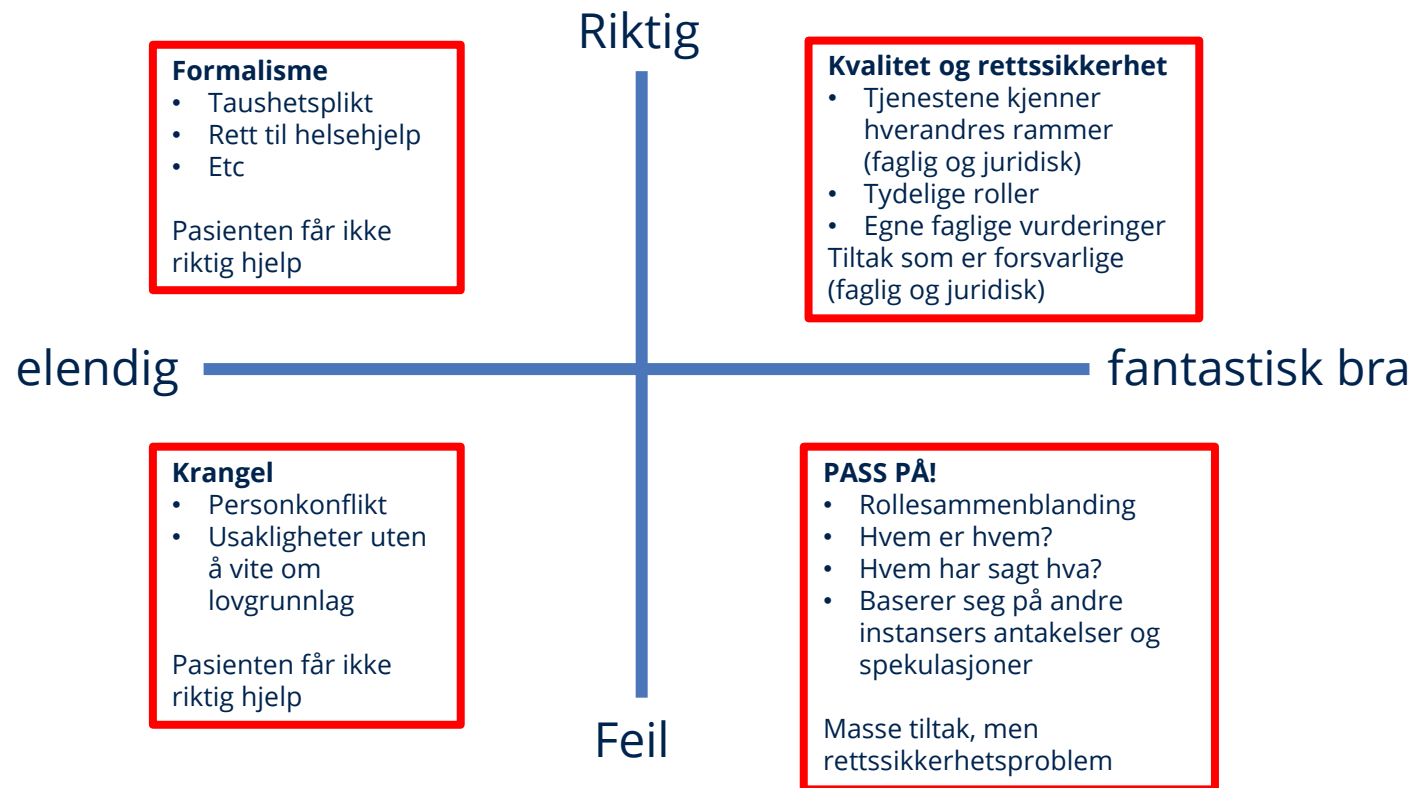 Riktig
Formalisme
• Taushetsplikt
• Rett til helsehjelp
• Etc
Pasienten får ikke
riktig hjelp
Kvalitet og rettssikkerhet
• Tjenestene kjenner
hverandres rammer
(faglig og juridisk)
• Tydelige roller
• Egne faglige vurderinger
Tiltak som er forsvarlige
(faglig og juridisk)
elendig
fantastisk bra
Krangel
• Personkonflikt
• Usakligheter uten
å vite om
lovgrunnlag
Pasienten får ikke
riktig hjelp
PASS PÅ!
• Rollesammenblanding
• Hvem er hvem?
• Hvem har sagt hva?
• Baserer seg på andre
instansers antakelser og
spekulasjoner
Masse tiltak, men
rettssikkerhetsproblem
Feil